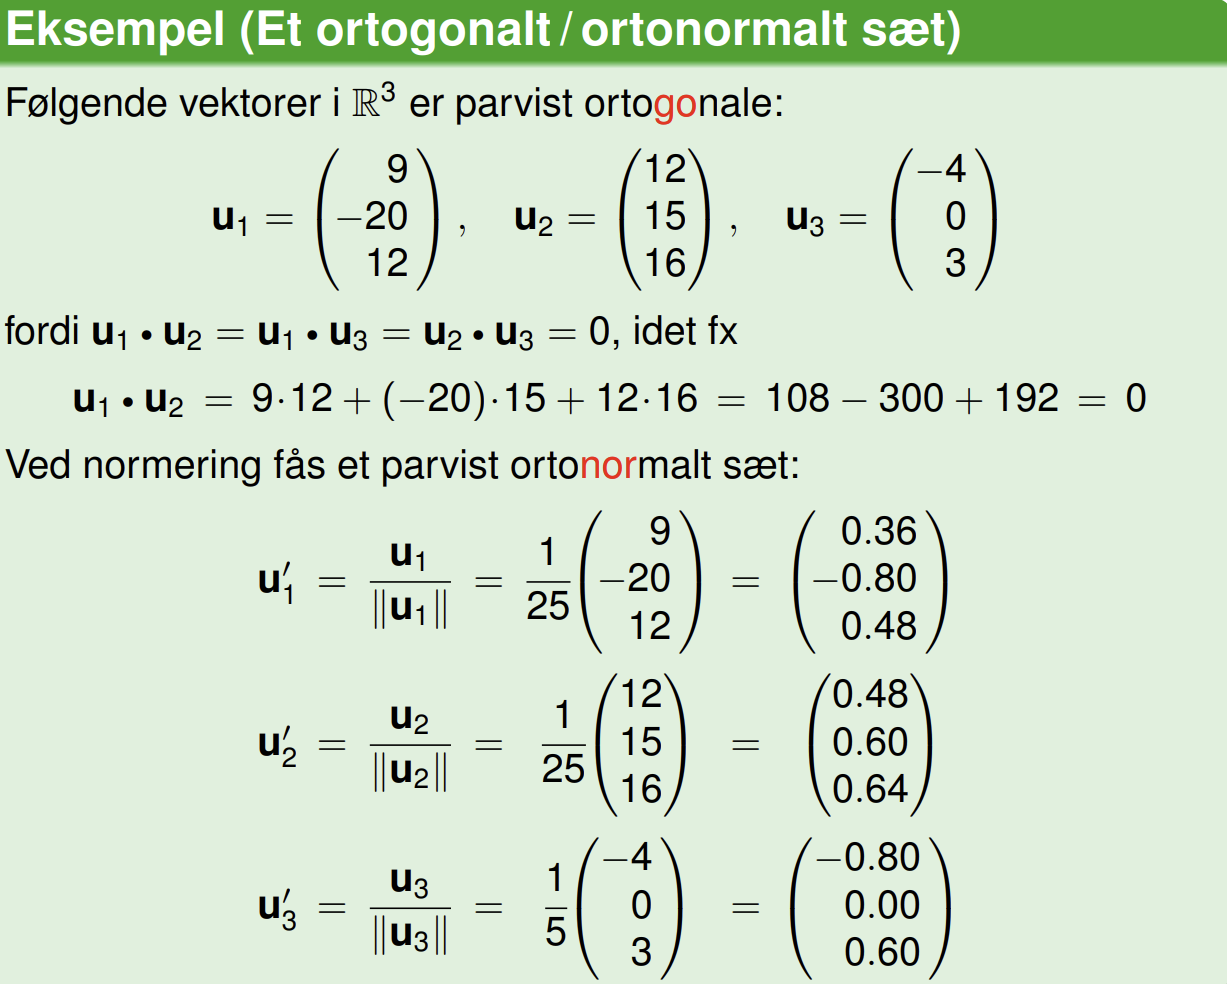 Eksempel (Et ortogonalt / ortonormalt sæt)
Følgende vektorer i ℝ³ er parvist ortogonale:
u₁ = (9, −20, 12), u₂ = (12, 15, 16), u₃ = (−4, 0, 3)
fordi u₁ • u₂ = u₁ • u₃ = u₂ • u₃ = 0, idet fx
u₁ • u₂ = 9·12 + (−20)·15 + 12·16 = 108 − 300 + 192 = 0
Ved normering fås et parvist ortonormalt sæt:
u′₁ = u₁/‖u₁‖ = 1/25 (9, −20, 12) = (0.36, −0.80, 0.48)
u′₂ = u₂/‖u₂‖ = 1/25 (12, 15, 16) = (0.48, 0.60, 0.64)
u′₃ = u₃/‖u₃‖ = 1/5 (−4, 0, 3) = (−0.80, 0.00, 0.60)